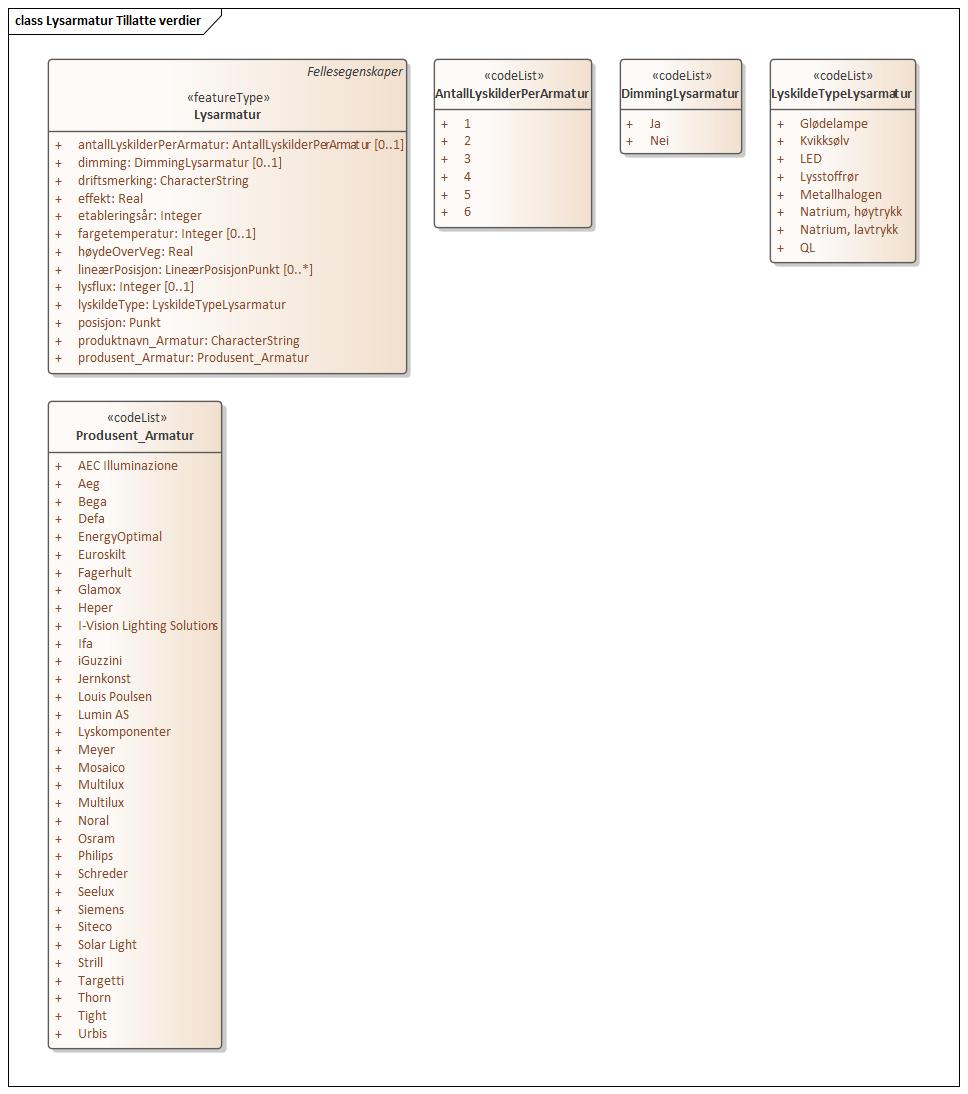 class Lysarmatur Tillatte verdier
Fellesegenskaper
«featureType»
Lysarmatur
+ antallLyskilderPerArmatur: AntallLyskilderPerArmatur [0..1]
+ dimming: DimmingLysarmatur [0..1]
+ driftsmerking: CharacterString
+ effekt: Real
+ etableringsår: Integer
+ fargetemperatur: Integer [0..1]
+ høydeOverVeg: Real
+ lineærPosisjon: LineærPosisjonPunkt [0..*]
+ lysflux: Integer [0..1]
+ lyskildeType: LyskildeTypeLysarmatur
+ posisjon: Punkt
+ produktnavn_Armatur: CharacterString
+ produsent_Armatur: Produsent_Armatur
«codeList»
AntallLyskilderPerArmatur
+ 1
+ 2
+ 3
+ 4
+ 5
+ 6
«codeList»
DimmingLysarmatur
+ Ja
+ Nei
«codeList»
LyskildeTypeLysarmatur
+ Glødelampe
+ Kvikksølv
+ LED
+ Lysstoffrør
+ Metallhalogen
+ Natrium, høytrykk
+ Natrium, lavtrykk
+ QL
«codeList»
Produsent_Armatur
+ AEC Illuminazione
+ Aeg
+ Bega
+ Defa
+ EnergyOptimal
+ Euroskilt
+ Fagerhult
+ Glamox
+ Heper
+ I-Vision Lighting Solutions
+ Ifa
+ iGuzzini
+ Jernkonst
+ Louis Poulsen
+ Lumin AS
+ Lyskomponenter
+ Meyer
+ Mosaico
+ Multilux
+ Multilux
+ Noral
+ Osram
+ Philips
+ Schreder
+ Seelux
+ Siemens
+ Siteco
+ Solar Light
+ Strill
+ Targetti
+ Thorn
+ Tight
+ Urbis